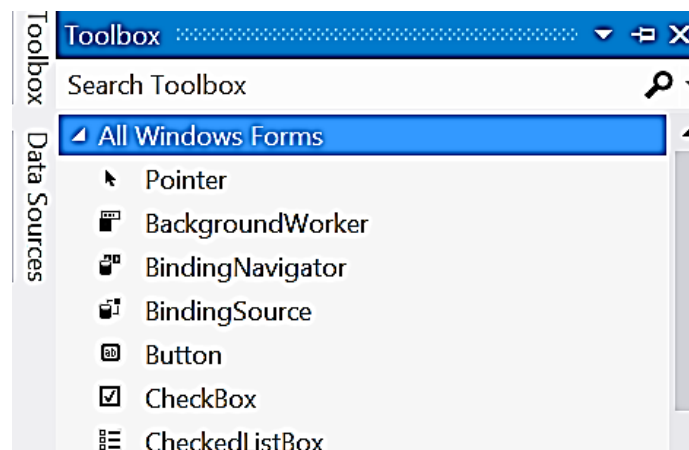 Toolbox
Data Sources
Toolbox
Search Toolbox
All Windows Forms
Pointer
BackgroundWorker
BindingNavigator
BindingSource
Button
CheckBox
CheckedListBox